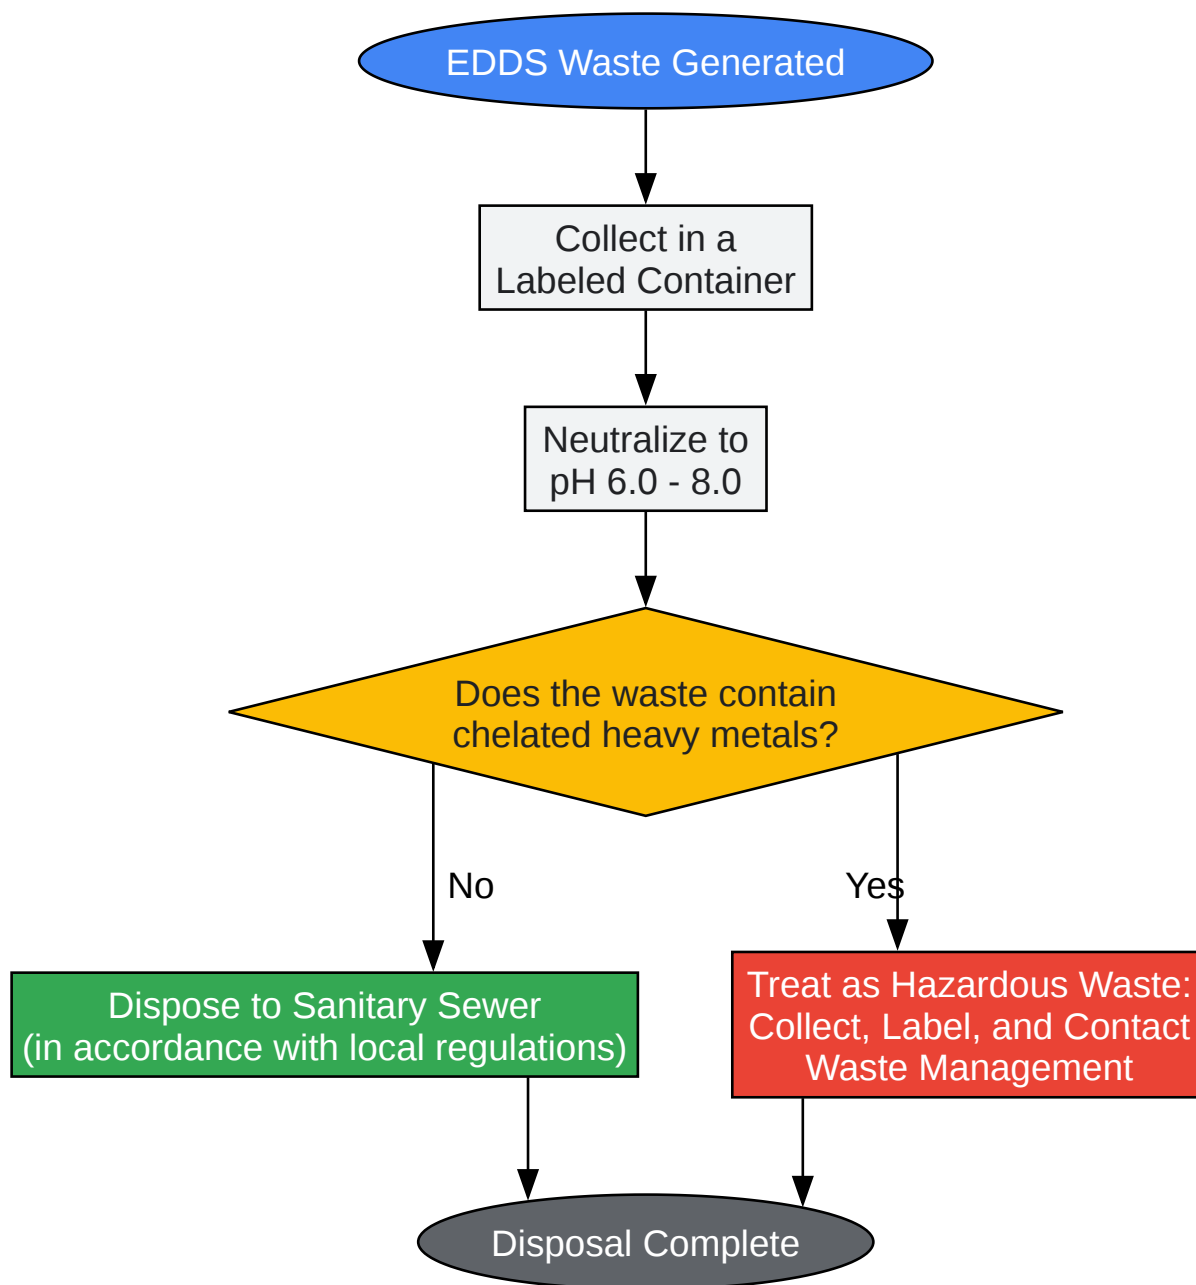 EDDS Waste Generated
Collect in a
Labeled Container
Neutralize to
pH 6.0 - 8.0
Does the waste contain
chelated heavy metals?
No
Yes
Dispose to Sanitary Sewer
(in accordance with local regulations)
Treat as Hazardous Waste:
Collect, Label, and Contact
Waste Management
Disposal Complete